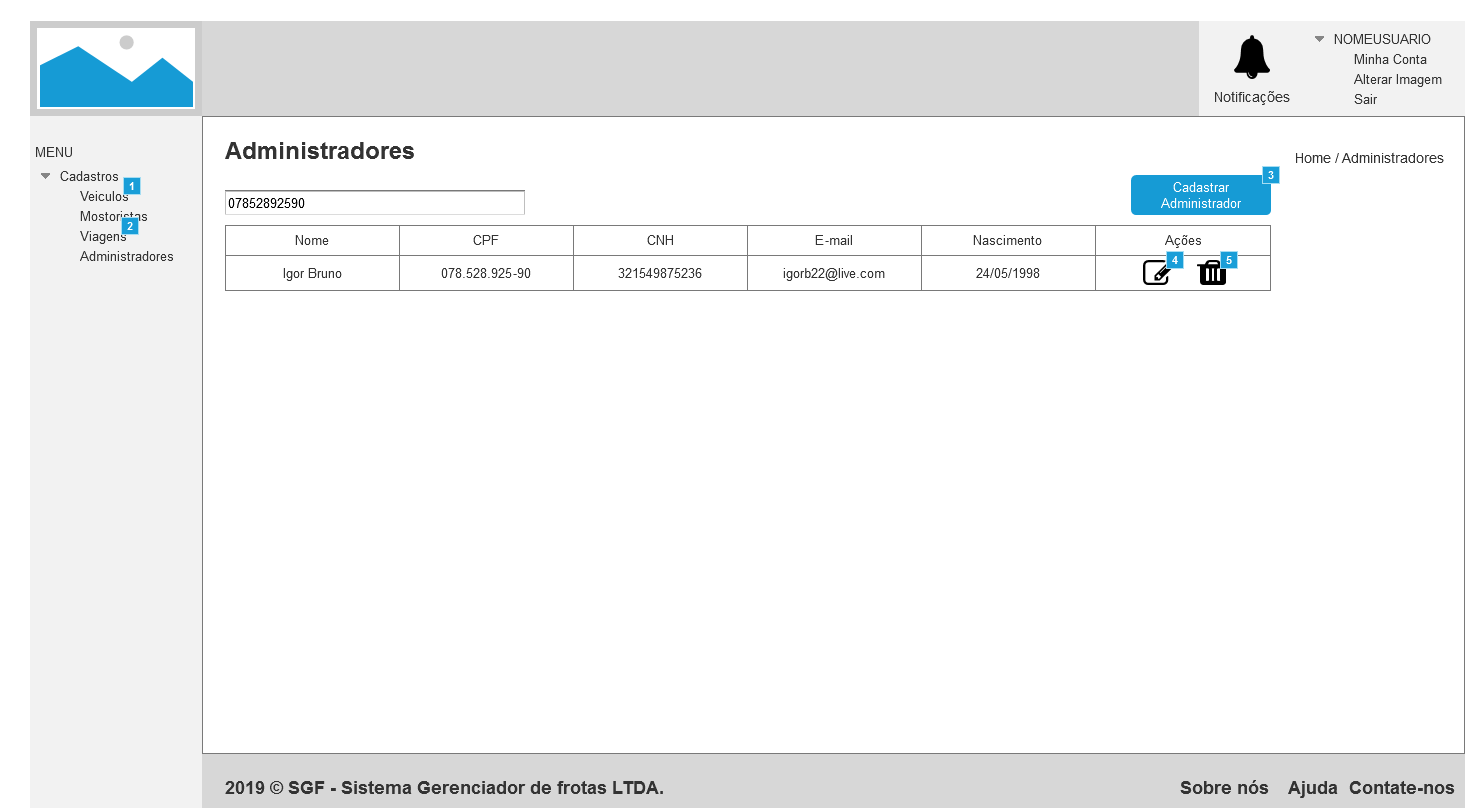 Notificações
NOMEUSUARIO
Minha Conta
Alterar Imagem
Sair
MENU
Cadastros
1
Veiculos
Mostoristas
2
Viagens
Administradores
Administradores
Home / Administradores
07852892590
Cadastrar
Administrador
3
Nome CPF CNH E-mail Nascimento Ações
Igor Bruno 078.528.925-90 321549875236 igorb22@live.com 24/05/1998 4 5
2019 © SGF - Sistema Gerenciador de frotas LTDA.
Sobre nós Ajuda Contate-nos